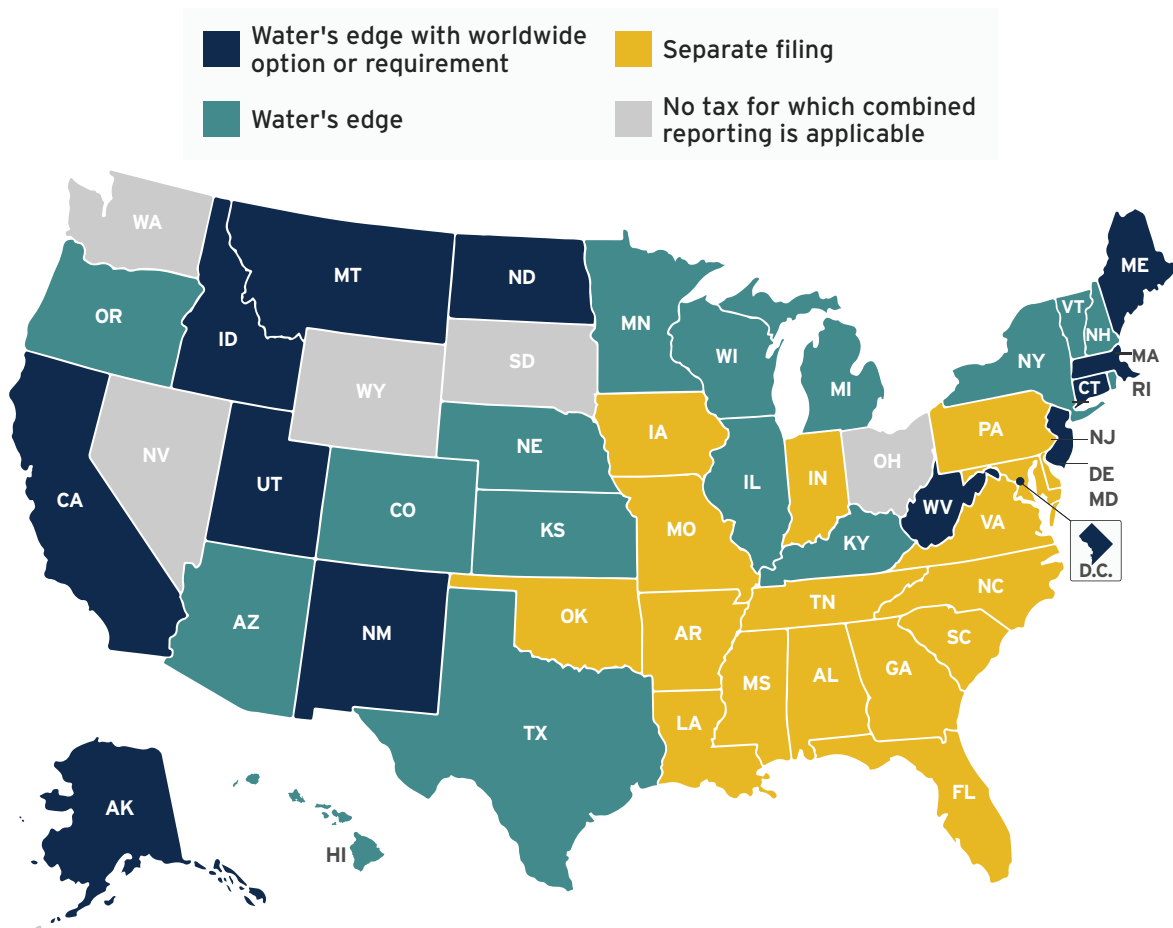 Water's edge with worldwide
option or requirement
Separate filing
Water's edge
No tax for which combined
reporting is applicable
WA
MT
ND
ME
OR
ID
MN
VT
NH
SD
WI
NY
MA
WY
MI
CT
RI
IA
PA
NE
NV
OH
NJ
UT
IL
IN
DE
CA
MD
CO
KS
WV
VA
KY
D.C.
NC
TN
AZ
NM
OK
AR
SC
MS
AL
GA
LA
TX
FL
AK
HI